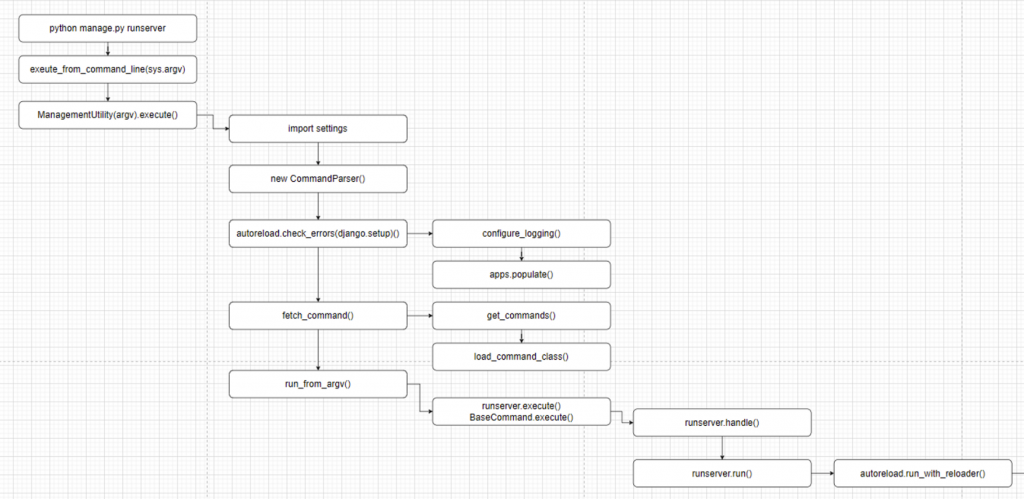 python manage.py runserver
exeute_from_command_line(sys.argv)
ManagementUtility(argv).execute()
import settings
new CommandParser()
autoreload.check_errors(django.setup)()
configure_logging()
apps.populate()
fetch_command()
get_commands()
load_command_class()
run_from_argv()
runserver.execute()
BaseCommand.execute()
runserver.handle()
runserver.run()
autoreload.run_with_reloader()